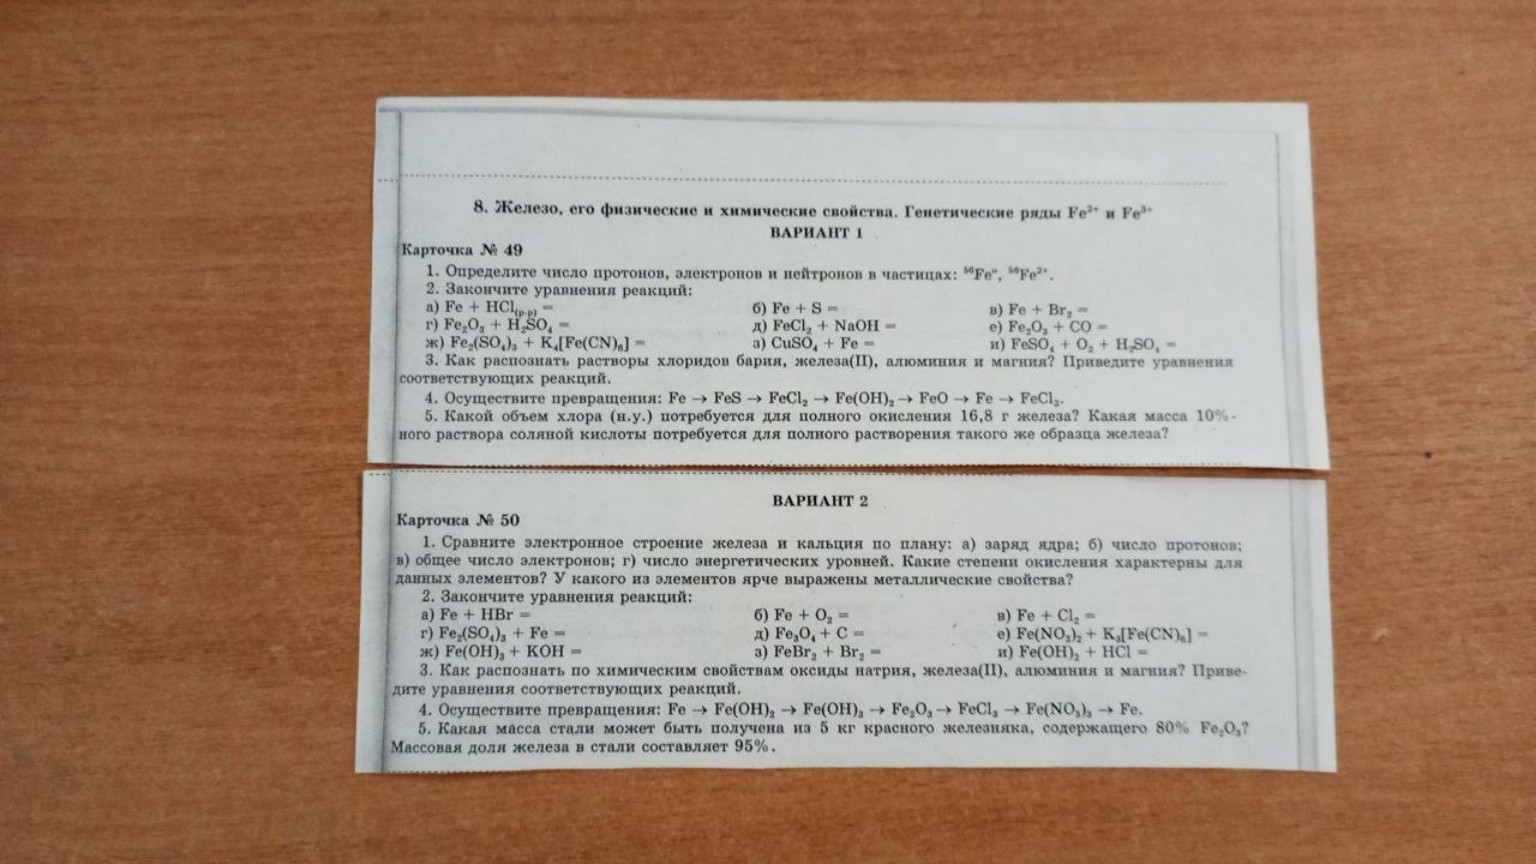 8. Железо, его физические и химические свойства. Генетические ряды Fe²⁺ и Fe³⁺
ВАРИАНТ 1
Карточка № 49
1. Определите число протонов, электронов и нейтронов в частицах: ⁵⁶Fe⁰, ⁵⁶Fe²⁺.
2. Закончите уравнения реакций:
а) Fe + HCl(р-р) = б) Fe + S = в) Fe + Br₂ =
г) Fe₂O₃ + H₂SO₄ = д) FeCl₂ + NaOH = е) Fe₂O₃ + CO =
ж) Fe₂(SO₄)₃ + K₄[Fe(CN)₆] = з) CuSO₄ + Fe = и) FeSO₄ + O₂ + H₂SO₄ =
3. Как распознать растворы хлоридов бария, железа(II), алюминия и магния? Приведите уравнения
соответствующих реакций.
4. Осуществите превращения: Fe → FeS → FeCl₂ → Fe(OH)₂ → FeO → Fe → FeCl₃.
5. Какой объем хлора (н.у.) потребуется для полного окисления 16,8 г железа? Какая масса 10%-
ного раствора соляной кислоты потребуется для полного растворения такого же образца железа?
ВАРИАНТ 2
Карточка № 50
1. Сравните электронное строение железа и кальция по плану: а) заряд ядра; б) число протонов;
в) общее число электронов; г) число энергетических уровней. Какие степени окисления характерны для
данных элементов? У какого из элементов ярче выражены металлические свойства?
2. Закончите уравнения реакций:
а) Fe + HBr = б) Fe + O₂ = в) Fe + Cl₂ =
г) Fe₂(SO₄)₃ + Fe = д) Fe₃O₄ + C = е) Fe(NO₃)₂ + K₃[Fe(CN)₆] =
ж) Fe(OH)₃ + KOH = з) FeBr₂ + Br₂ = и) Fe(OH)₂ + HCl =
3. Как распознать по химическим свойствам оксиды натрия, железа(II), алюминия и магния? Приве-
дите уравнения соответствующих реакций.
4. Осуществите превращения: Fe → Fe(OH)₂ → Fe(OH)₃ → Fe₂O₃ → FeCl₃ → Fe(NO₃)₃ → Fe.
5. Какая масса стали может быть получена из 5 кг красного железняка, содержащего 80% Fe₂O₃?
Массовая доля железа в стали составляет 95%.